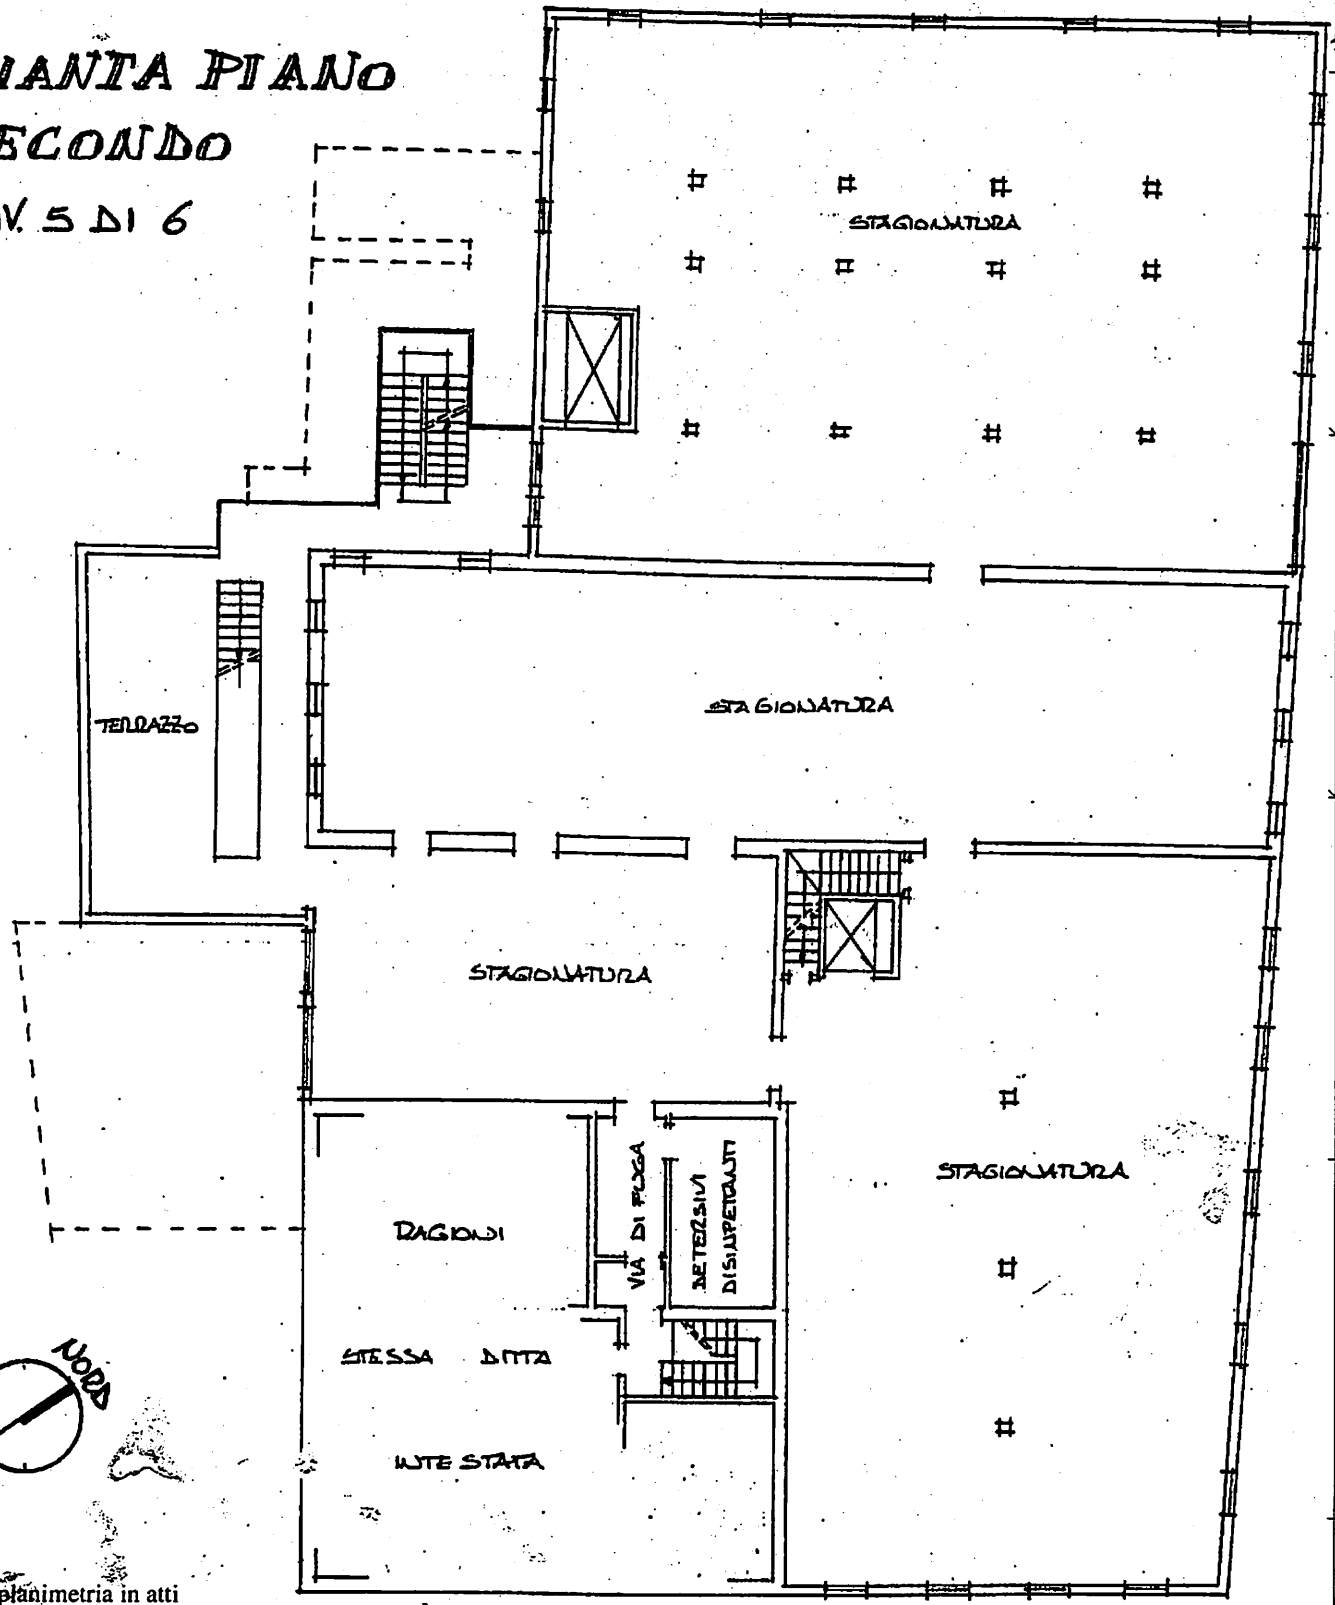 IANTA PIANO
ECONDO
V. 5 DI 6
STAGIONATURA
STAGIONATURA
TERRAZZO
STAGIONATURA
STAGIONATURA
VIA DI FUGA
DETERSIVI
DISINFETANTI
RAGIONI
STESSA DITTA
INTESTATA
NORD
planimetria in atti